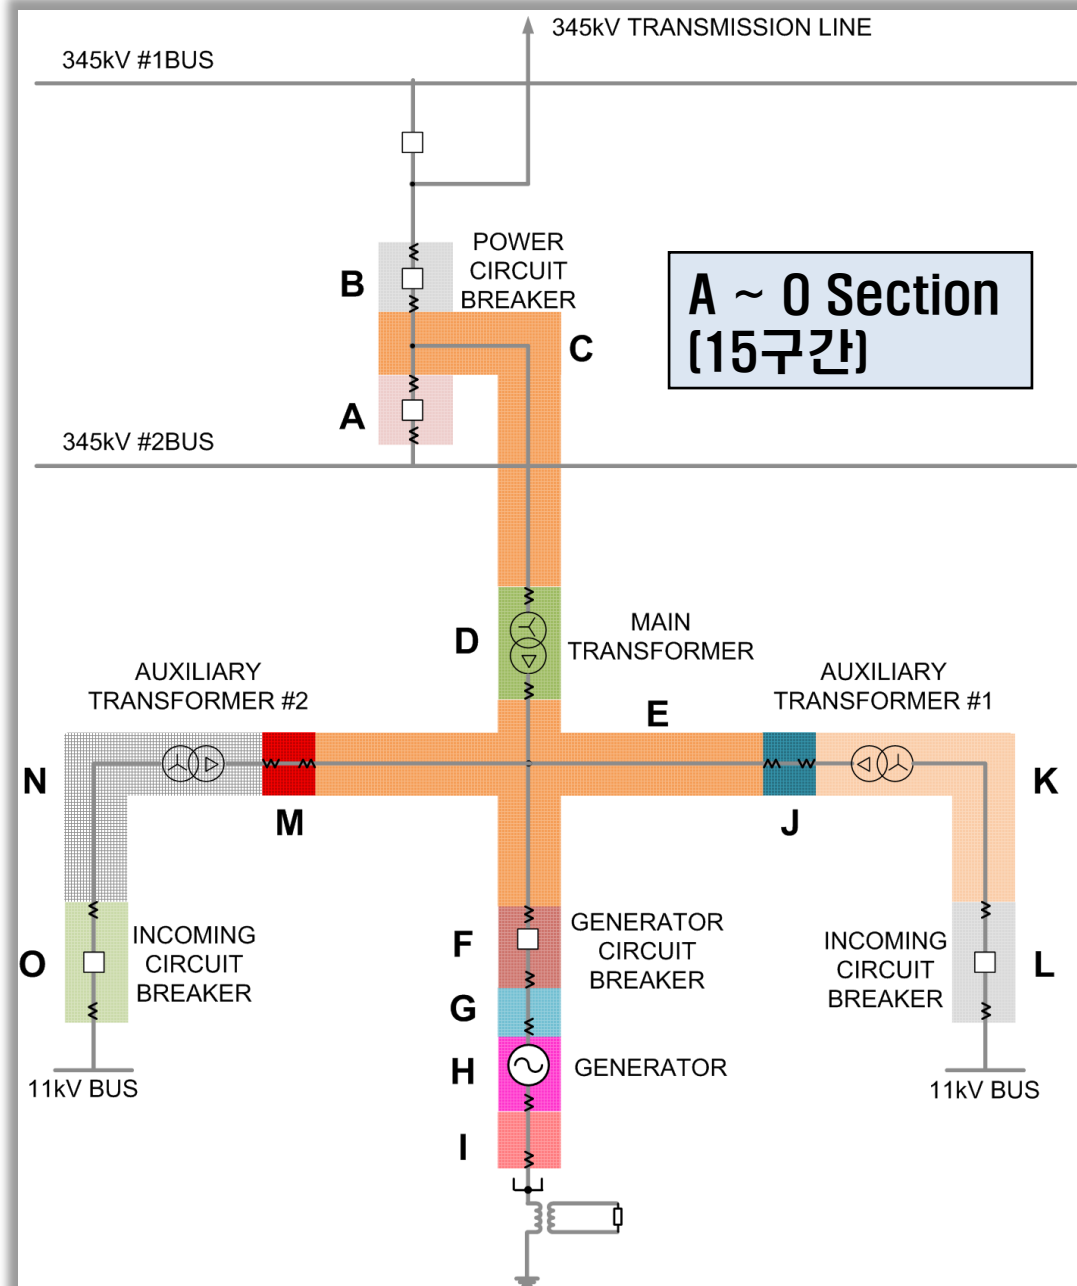 345kV TRANSMISSION LINE
345kV #1BUS
POWER
CIRCUIT
BREAKER
B
C
A ~ O Section
(15구간)
A
345kV #2BUS
D
MAIN
TRANSFORMER
AUXILIARY
TRANSFORMER #2
E
AUXILIARY
TRANSFORMER #1
N
M
J
K
GENERATOR
CIRCUIT
BREAKER
F
INCOMING
CIRCUIT
BREAKER
O
INCOMING
CIRCUIT
BREAKER
L
G
H
GENERATOR
11kV BUS
11kV BUS
I